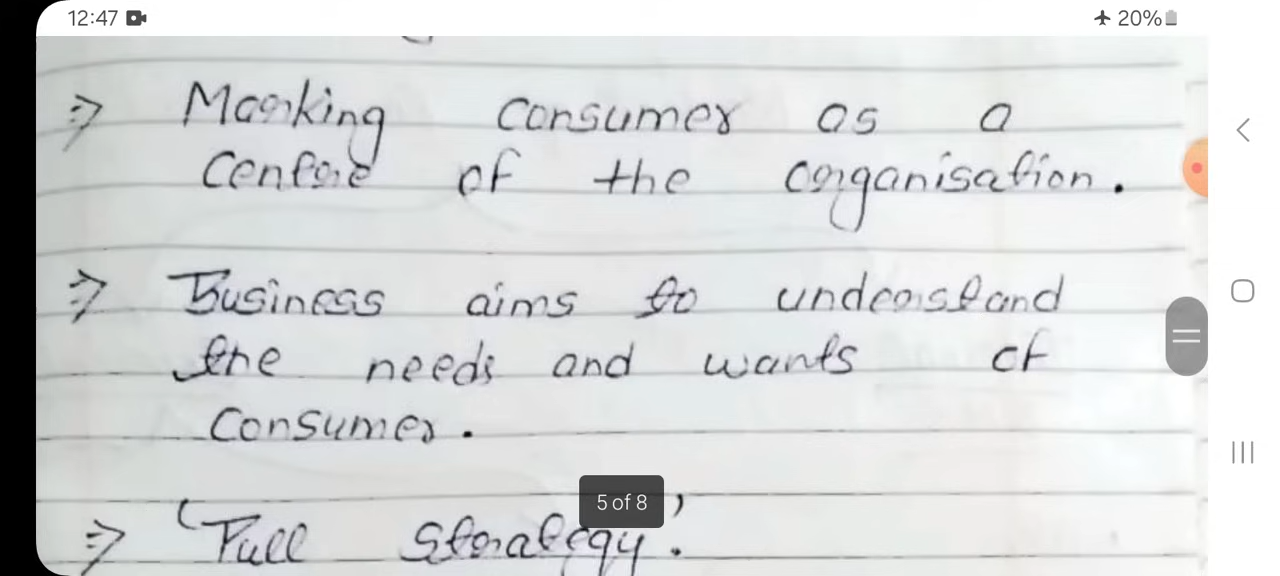 12:47
20%
⇒ Marking consumer as a
centre of the organisation.
⇒ Business aims to understand
the needs and wants of
consumer.
5 of 8
⇒ 'Pull strategy'.